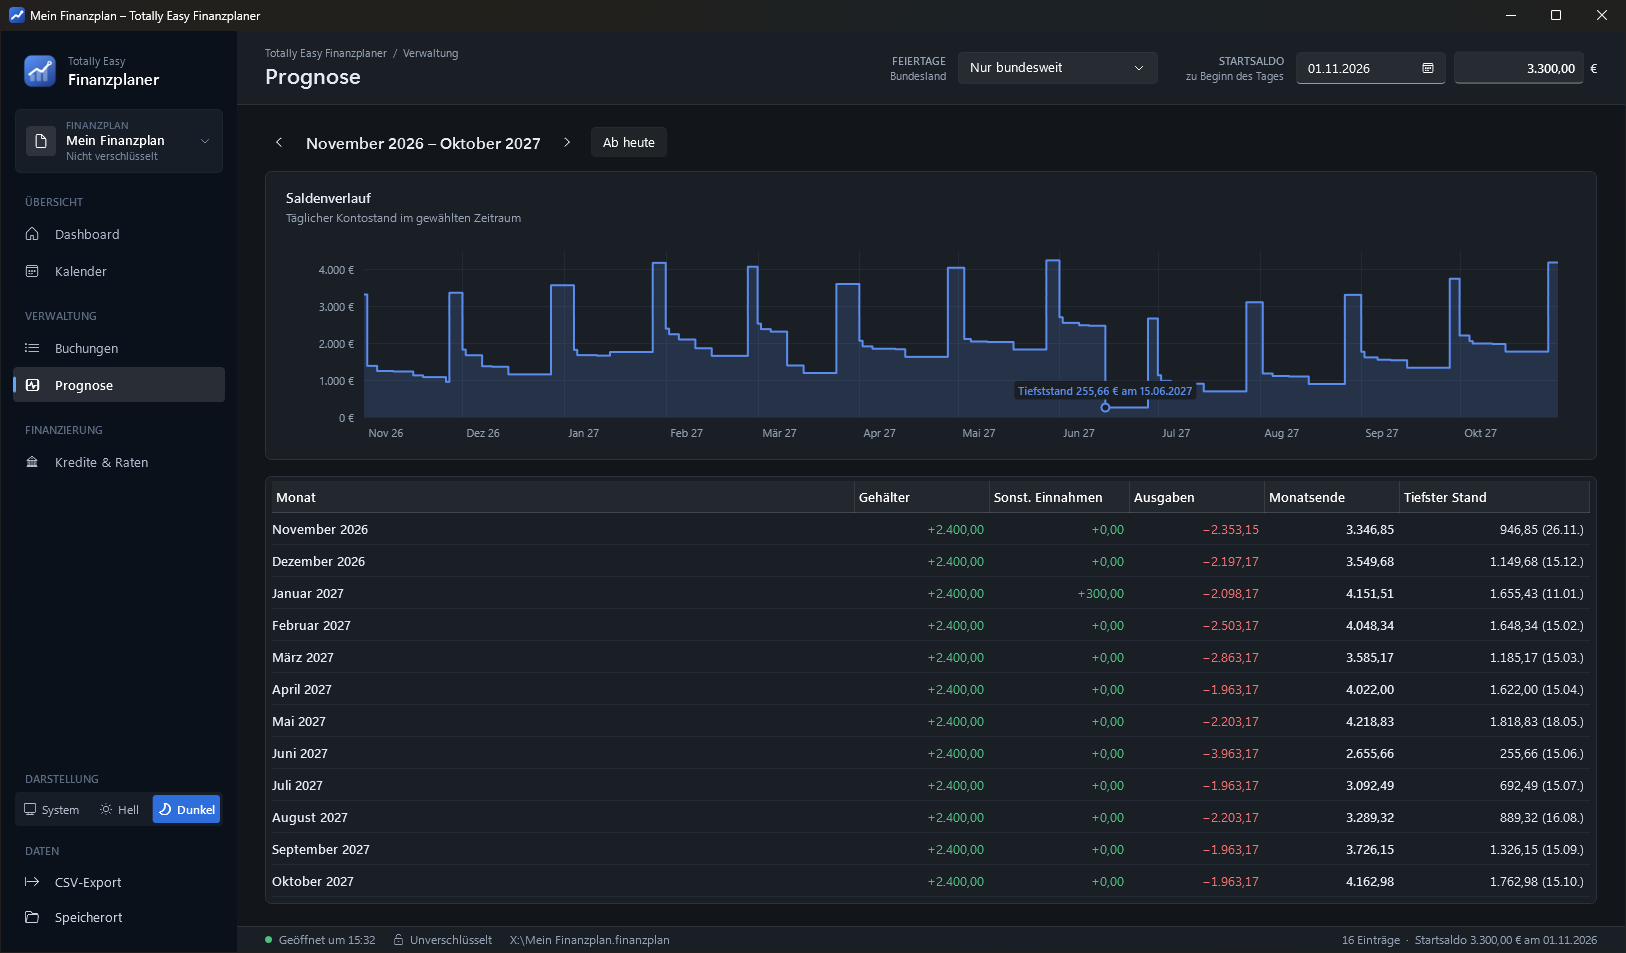 Mein Finanzplan – Totally Easy Finanzplaner
Totally Easy
Finanzplaner
FINANZPLAN
Mein Finanzplan
Nicht verschlüsselt
ÜBERSICHT
Dashboard
Kalender
VERWALTUNG
Buchungen
Prognose
FINANZIERUNG
Kredite & Raten
DARSTELLUNG
System Hell Dunkel
DATEN
CSV-Export
Speicherort
Totally Easy Finanzplaner / Verwaltung
Prognose
FEIERTAGE
Bundesland
Nur bundesweit
STARTSALDO
zu Beginn des Tages
01.11.2026
3.300,00 €
November 2026 – Oktober 2027
Ab heute
Saldenverlauf
Täglicher Kontostand im gewählten Zeitraum
4.000 €
3.000 €
2.000 €
1.000 €
0 €
Tiefststand 255,66 € am 15.06.2027
Nov 26 Dez 26 Jan 27 Feb 27 Mär 27 Apr 27 Mai 27 Jun 27 Jul 27 Aug 27 Sep 27 Okt 27
Monat Gehälter Sonst. Einnahmen Ausgaben Monatsende Tiefster Stand
November 2026 +2.400,00 +0,00 −2.353,15 3.346,85 946,85 (26.11.)
Dezember 2026 +2.400,00 +0,00 −2.197,17 3.549,68 1.149,68 (15.12.)
Januar 2027 +2.400,00 +300,00 −2.098,17 4.151,51 1.655,43 (11.01.)
Februar 2027 +2.400,00 +0,00 −2.503,17 4.048,34 1.648,34 (15.02.)
März 2027 +2.400,00 +0,00 −2.863,17 3.585,17 1.185,17 (15.03.)
April 2027 +2.400,00 +0,00 −1.963,17 4.022,00 1.622,00 (15.04.)
Mai 2027 +2.400,00 +0,00 −2.203,17 4.218,83 1.818,83 (18.05.)
Juni 2027 +2.400,00 +0,00 −3.963,17 2.655,66 255,66 (15.06.)
Juli 2027 +2.400,00 +0,00 −1.963,17 3.092,49 692,49 (15.07.)
August 2027 +2.400,00 +0,00 −2.203,17 3.289,32 889,32 (16.08.)
September 2027 +2.400,00 +0,00 −1.963,17 3.726,15 1.326,15 (15.09.)
Oktober 2027 +2.400,00 +0,00 −1.963,17 4.162,98 1.762,98 (15.10.)
Geöffnet um 15:32 Unverschlüsselt X:\Mein Finanzplan.finanzplan
16 Einträge · Startsaldo 3.300,00 € am 01.11.2026